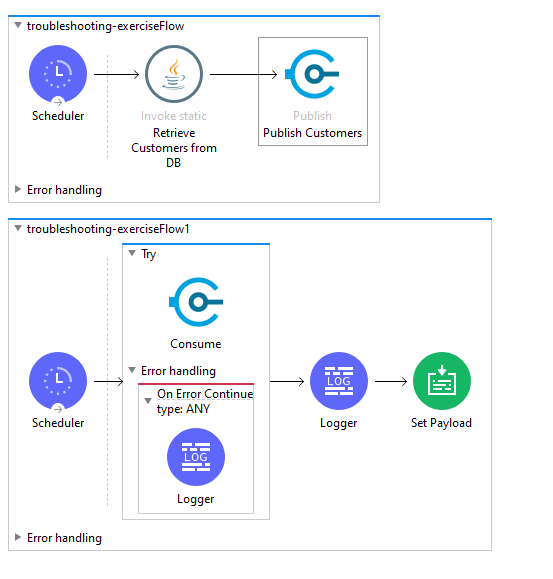 troubleshooting-exerciseFlow
Scheduler
Invoke static
Retrieve
Customers from
DB
Publish
Publish Customers
Error handling
troubleshooting-exerciseFlow1
Try
Consume
Error handling
On Error Continue
type: ANY
LOG
Logger
Scheduler
LOG
Logger
Set Payload
Error handling